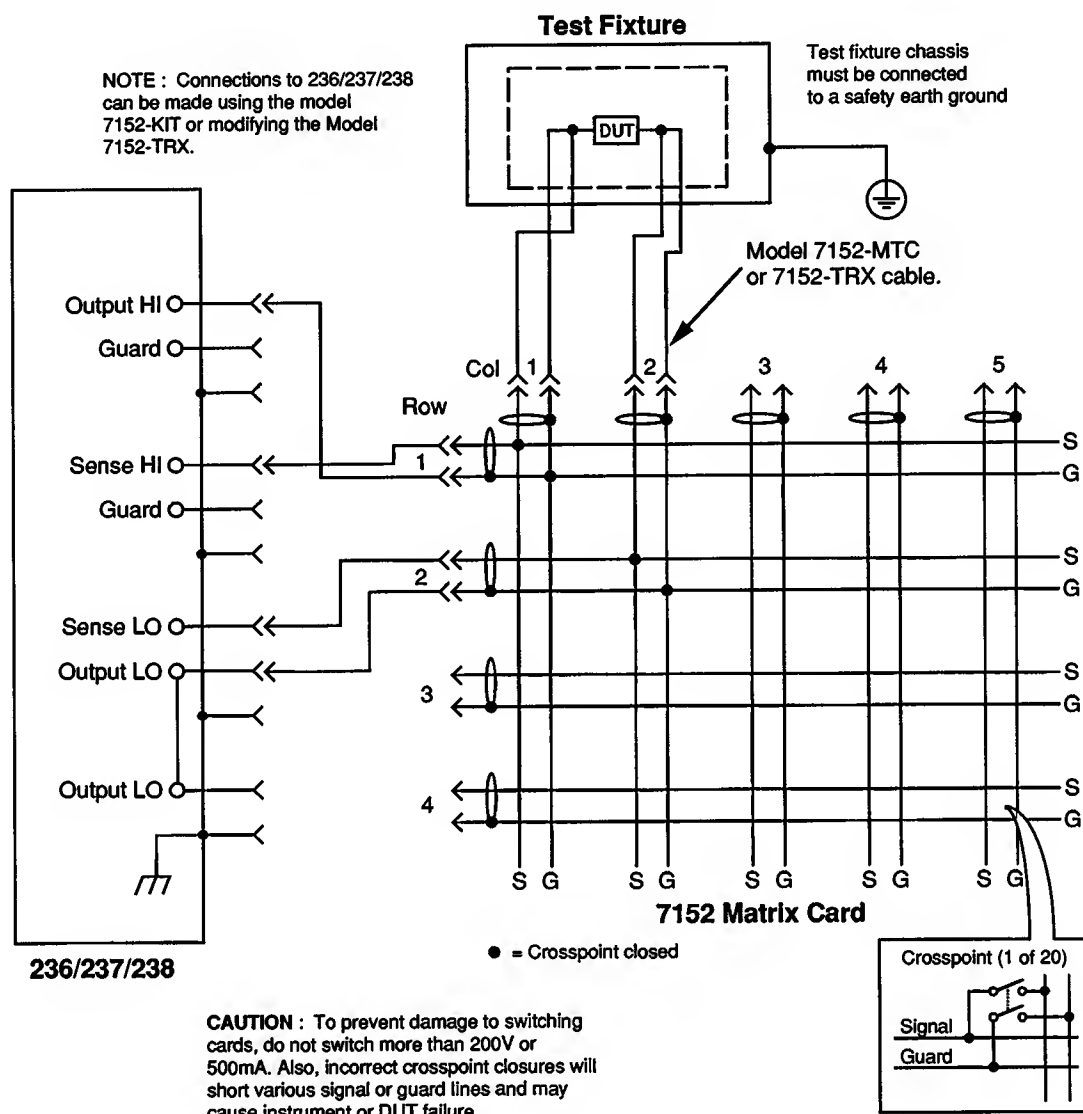 Test Fixture
NOTE : Connections to 236/237/238
can be made using the model
7152-KIT or modifying the Model
7152-TRX.
Test fixture chassis
must be connected
to a safety earth ground
DUT
Model 7152-MTC
or 7152-TRX cable.
Output HI
Guard
Sense HI
Guard
Sense LO
Output LO
Output LO
236/237/238
Col 1 2 3 4 5
Row
1
S
G
2
S
G
3
S
G
4
S
G
S G S G S G S G S G
7152 Matrix Card
= Crosspoint closed
Crosspoint (1 of 20)
Signal
Guard
CAUTION : To prevent damage to switching
cards, do not switch more than 200V or
500mA. Also, incorrect crosspoint closures will
short various signal or guard lines and may
cause instrument or DUT failure